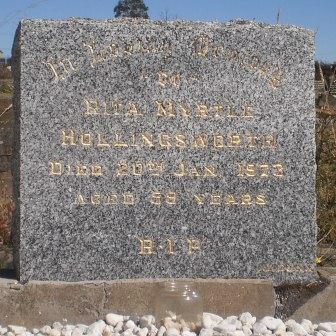 In Loving Memory
Of
Rita Myrtle
Hollingsworth
Died 20th Jan. 1973
Aged 59 Years
R.I.P.